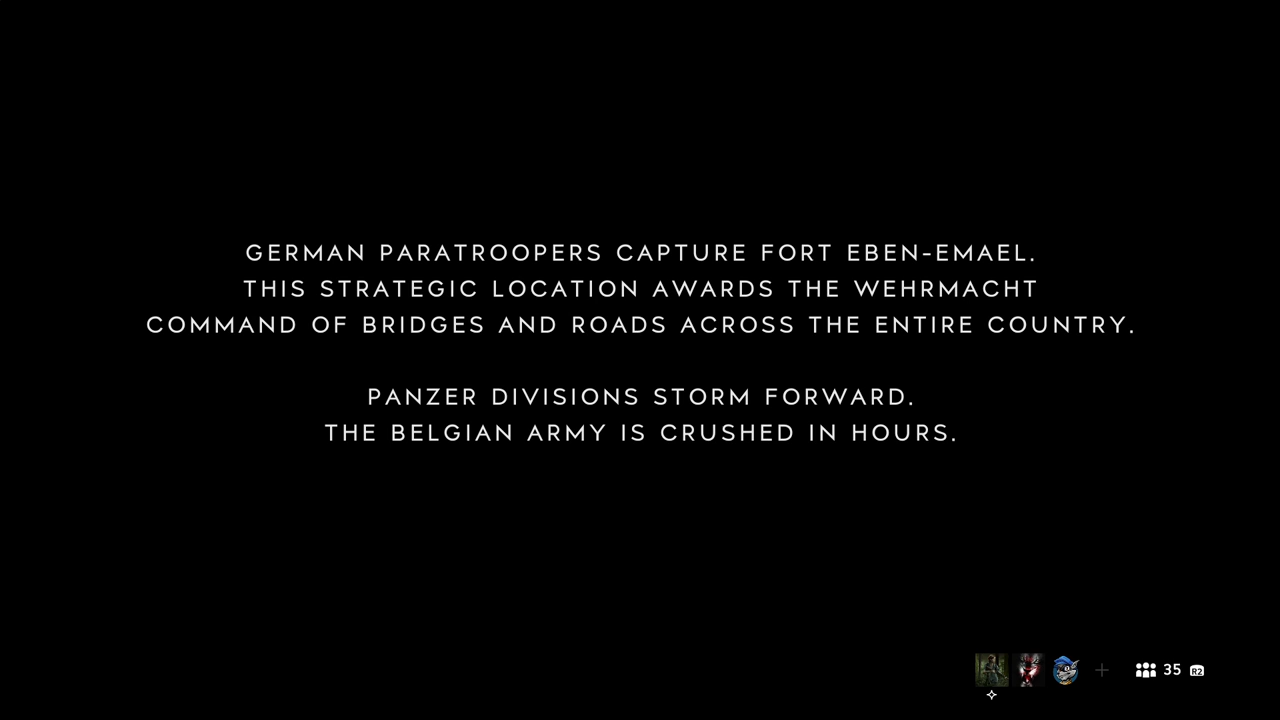 GERMAN PARATROOPERS CAPTURE FORT EBEN-EMAEL.
THIS STRATEGIC LOCATION AWARDS THE WEHRMACHT
COMMAND OF BRIDGES AND ROADS ACROSS THE ENTIRE COUNTRY.
PANZER DIVISIONS STORM FORWARD.
THE BELGIAN ARMY IS CRUSHED IN HOURS.
35 R2